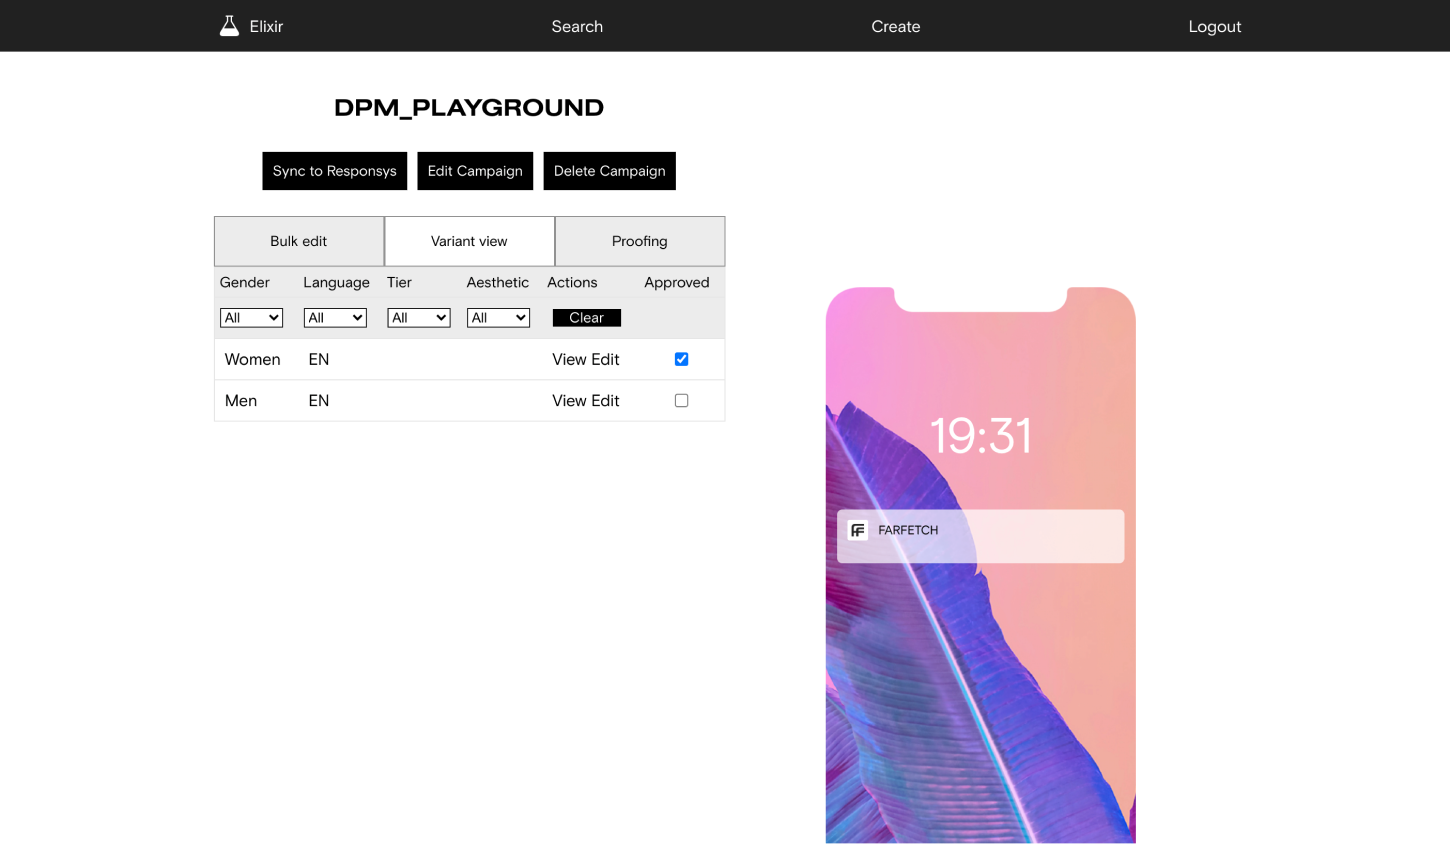 Elixir Search Create Logout
DPM_PLAYGROUND
Sync to Responsys Edit Campaign Delete Campaign
Bulk edit Variant view Proofing
Gender Language Tier Aesthetic Actions Approved
All All All All Clear
Women EN View Edit
Men EN View Edit
19:31
FARFETCH